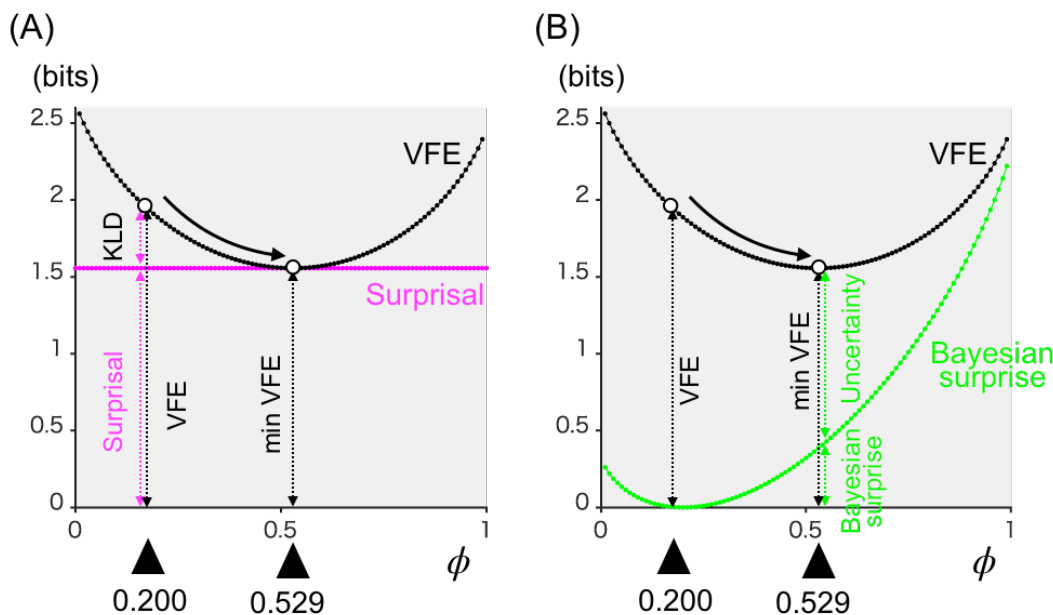 (A)
(bits)
2.5
2
1.5
1
0.5
0
0
0.5
1
VFE
KLD
Surprisal
Surprisal
VFE
min VFE
ϕ
0.200
0.529
(B)
(bits)
2.5
2
1.5
1
0.5
0
0
0.5
1
VFE
VFE
min VFE
Uncertainty
Bayesian
surprise
Bayesian
surprise
ϕ
0.200
0.529